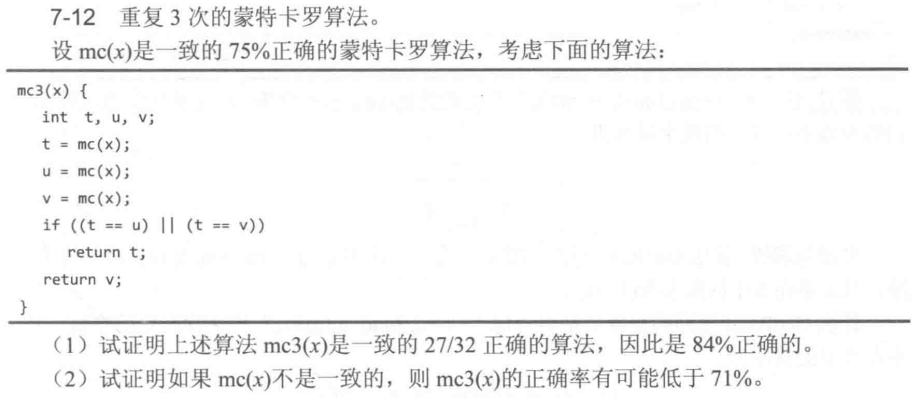 7-12 重复 3 次的蒙特卡罗算法。
设 mc(x)是一致的 75%正确的蒙特卡罗算法，考虑下面的算法：
mc3(x) {
int t, u, v;
t = mc(x);
u = mc(x);
v = mc(x);
if ((t == u) || (t == v))
return t;
return v;
}
（1）试证明上述算法 mc3(x)是一致的 27/32 正确的算法，因此是 84%正确的。
（2）试证明如果 mc(x)不是一致的，则 mc3(x)的正确率有可能低于 71%。